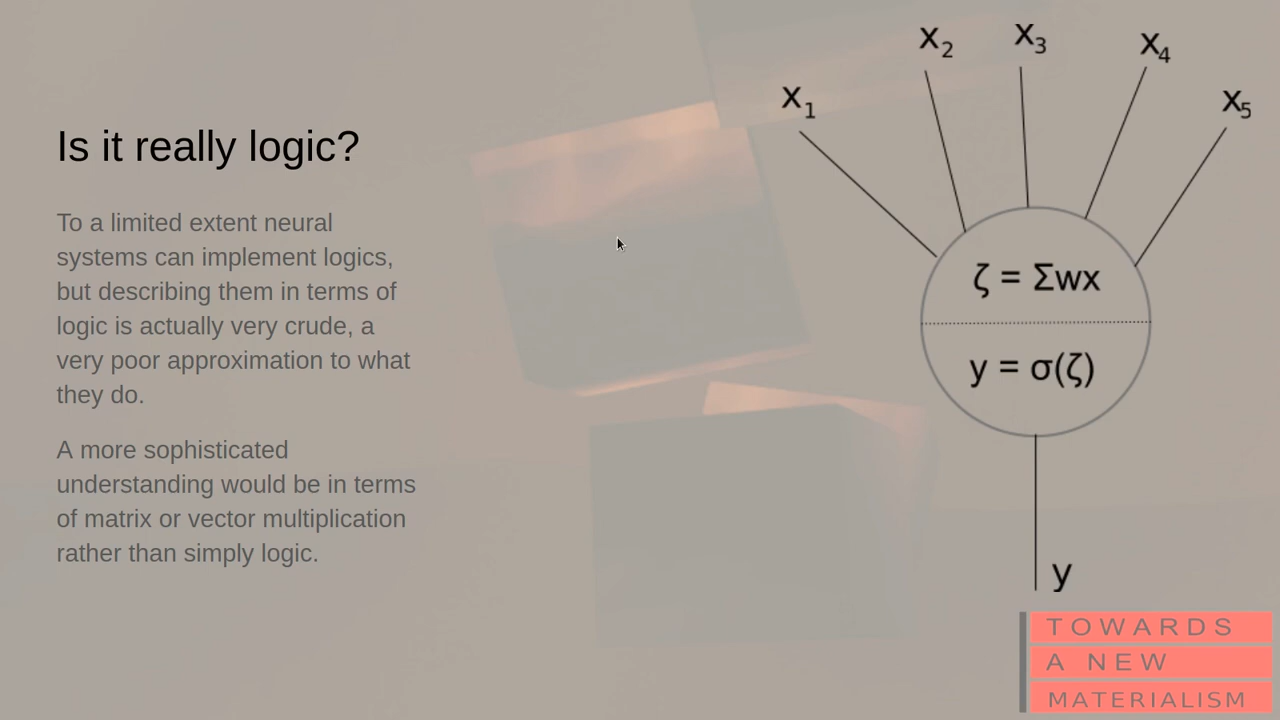 Is it really logic?
To a limited extent neural
systems can implement logics,
but describing them in terms of
logic is actually very crude, a
very poor approximation to what
they do.
A more sophisticated
understanding would be in terms
of matrix or vector multiplication
rather than simply logic.
x₁
x₂
x₃
x₄
x₅
ζ = Σwx
y = σ(ζ)
y
TOWARDS
A NEW
MATERIALISM